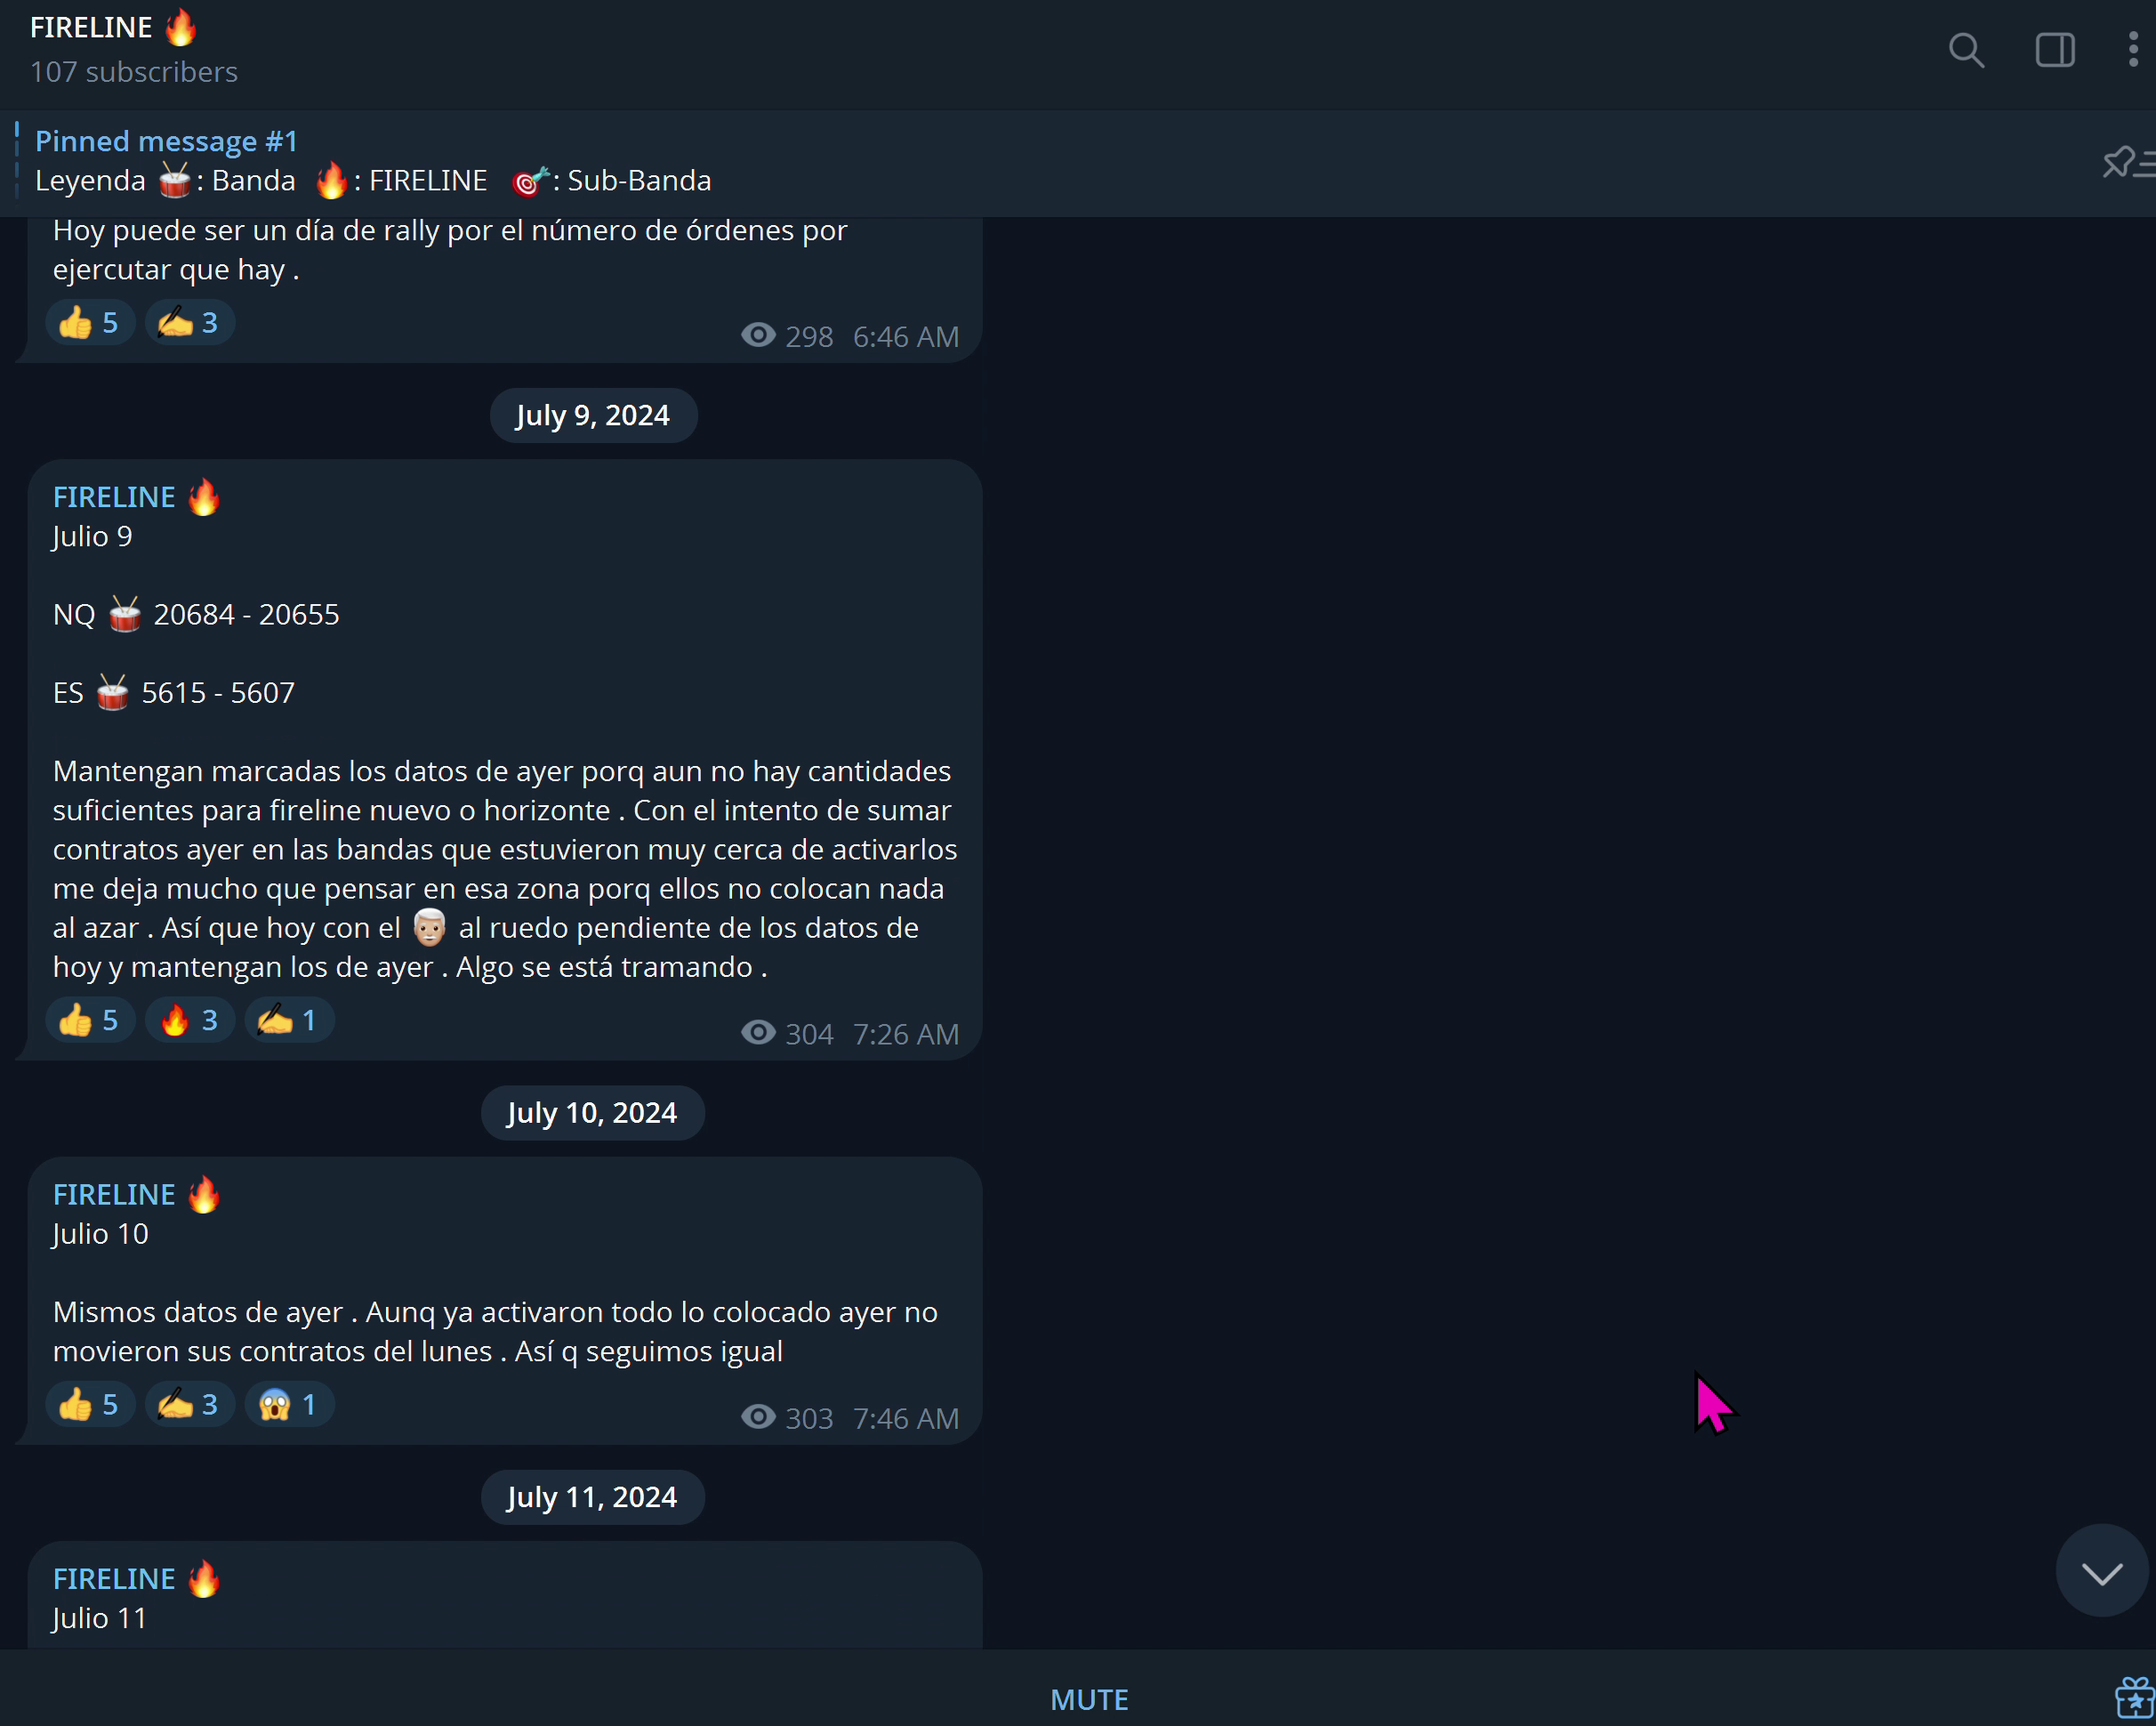 FIRELINE 🔥
107 subscribers
Pinned message #1
Leyenda 🥁: Banda 🔥: FIRELINE 🎯: Sub-Banda
Hoy puede ser un día de rally por el número de órdenes por
ejercutar que hay .
👍 5 ✍️ 3
298 6:46 AM
July 9, 2024
FIRELINE 🔥
Julio 9
NQ 🥁 20684 - 20655
ES 🥁 5615 - 5607
Mantengan marcadas los datos de ayer porq aun no hay cantidades
suficientes para fireline nuevo o horizonte . Con el intento de sumar
contratos ayer en las bandas que estuvieron muy cerca de activarlos
me deja mucho que pensar en esa zona porq ellos no colocan nada
al azar . Así que hoy con el 👨🏼‍🦳 al ruedo pendiente de los datos de
hoy y mantengan los de ayer . Algo se está tramando .
👍 5 🔥 3 ✍️ 1
304 7:26 AM
July 10, 2024
FIRELINE 🔥
Julio 10
Mismos datos de ayer . Aunq ya activaron todo lo colocado ayer no
movieron sus contratos del lunes . Así q seguimos igual
👍 5 ✍️ 3 😱 1
303 7:46 AM
July 11, 2024
FIRELINE 🔥
Julio 11
MUTE